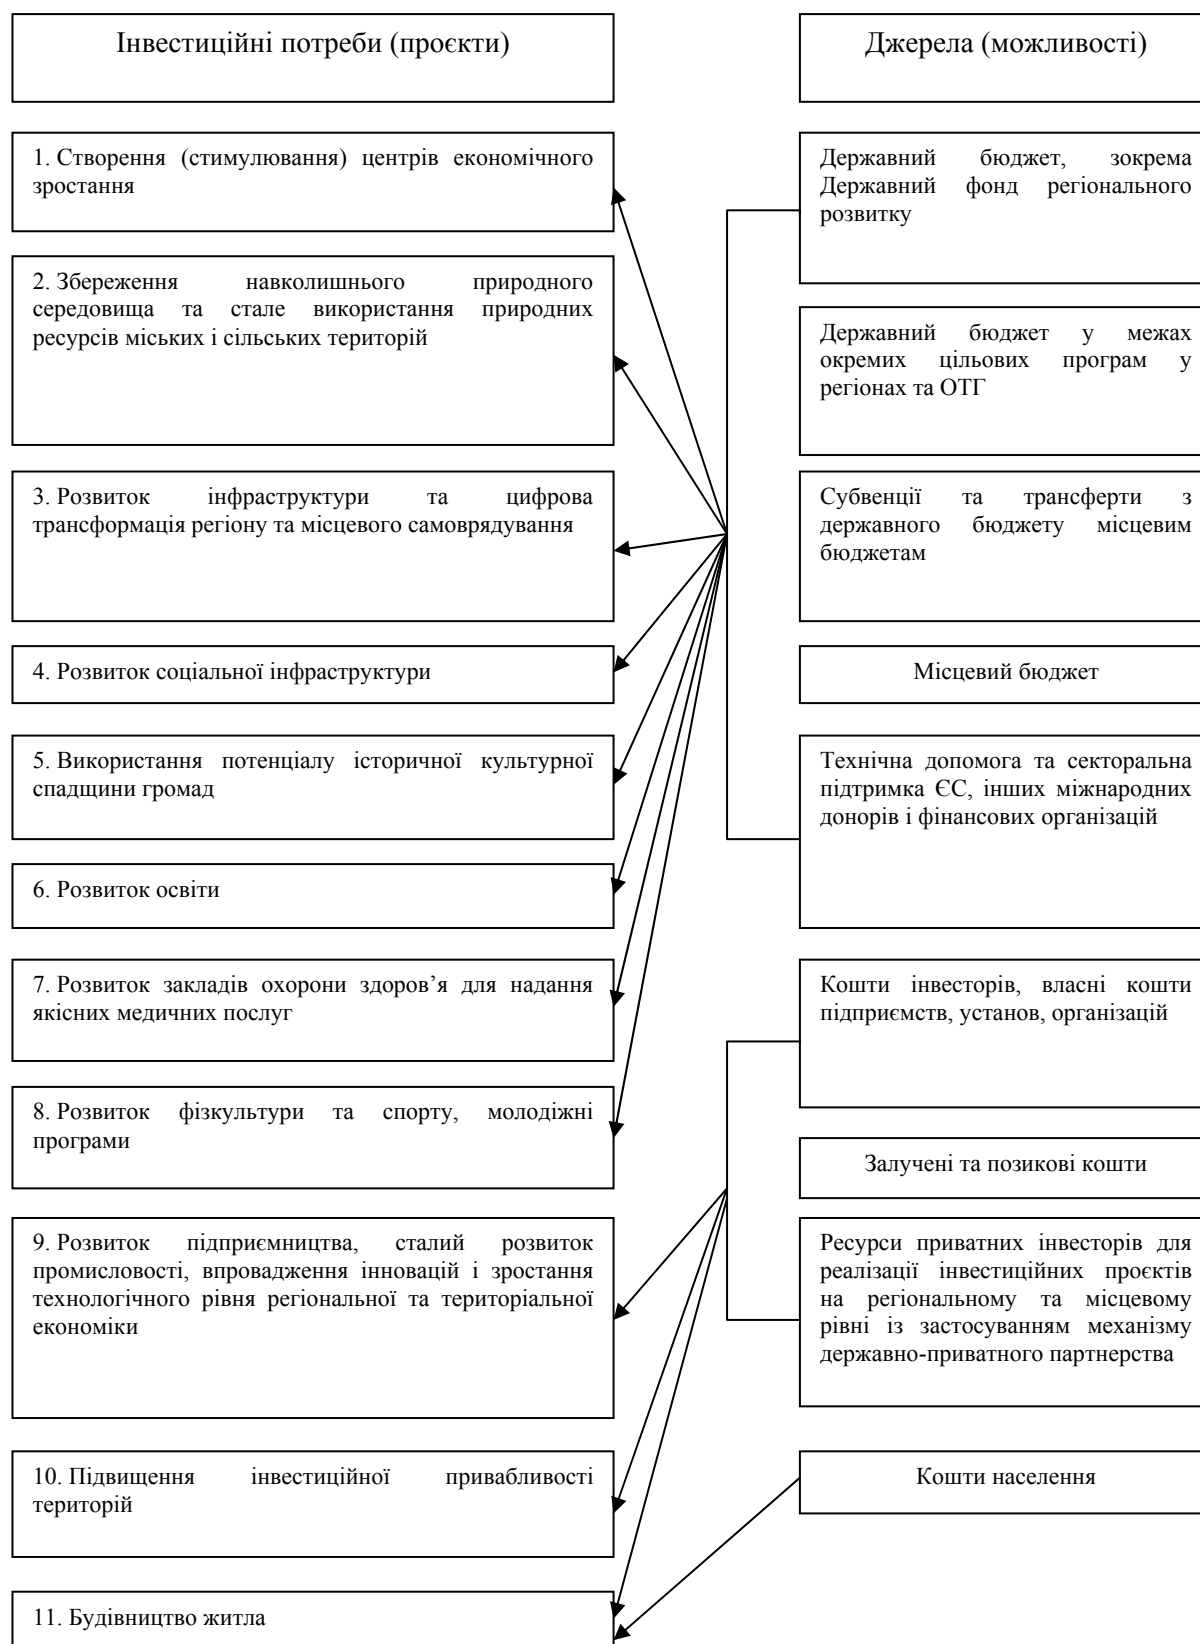 Інвестиційні потреби (проєкти)
Джерела (можливості)
1. Створення (стимулювання) центрів економічного
зростання
2. Збереження навколишнього природного
середовища та стале використання природних
ресурсів міських і сільських територій
3. Розвиток інфраструктури та цифрова
трансформація регіону та місцевого самоврядування
4. Розвиток соціальної інфраструктури
5. Використання потенціалу історичної культурної
спадщини громад
6. Розвиток освіти
7. Розвиток закладів охорони здоров’я для надання
якісних медичних послуг
8. Розвиток фізкультури та спорту, молодіжні
програми
9. Розвиток підприємництва, сталий розвиток
промисловості, впровадження інновацій і зростання
технологічного рівня регіональної та територіальної
економіки
10. Підвищення інвестиційної привабливості
територій
11. Будівництво житла
Державний бюджет, зокрема
Державний фонд регіонального
розвитку
Державний бюджет у межах
окремих цільових програм у
регіонах та ОТГ
Субвенції та трансферти з
державного бюджету місцевим
бюджетам
Місцевий бюджет
Технічна допомога та секторальна
підтримка ЄС, інших міжнародних
донорів і фінансових організацій
Кошти інвесторів, власні кошти
підприємств, установ, організацій
Залучені та позикові кошти
Ресурси приватних інвесторів для
реалізації інвестиційних проєктів
на регіональному та місцевому
рівні із застосуванням механізму
державно-приватного партнерства
Кошти населення